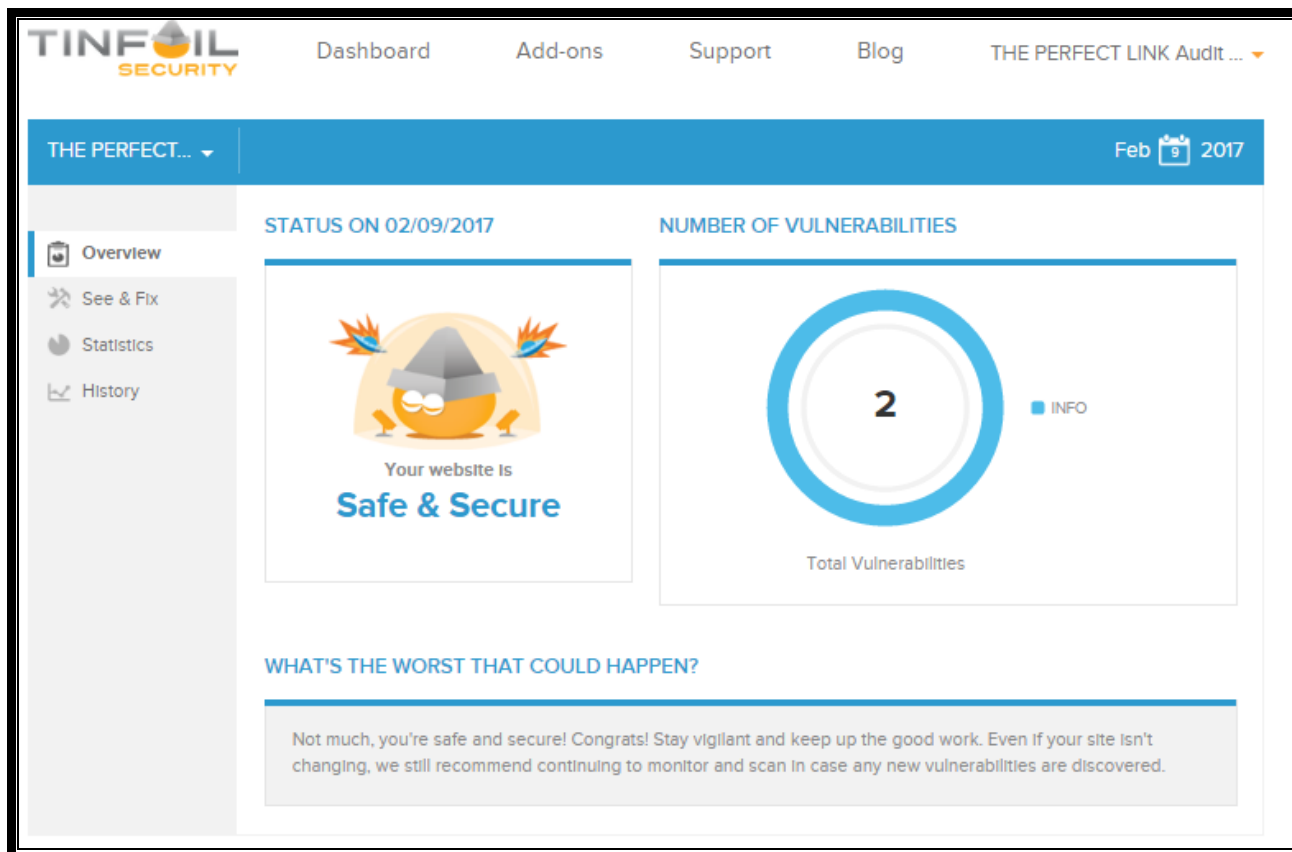 TINFOIL
SECURITY
Dashboard
Add-ons
Support
Blog
THE PERFECT LINK Audit ...
THE PERFECT...
Feb 9 2017
Overview
See & Fix
Statistics
History
STATUS ON 02/09/2017
Your website is
Safe & Secure
NUMBER OF VULNERABILITIES
2
INFO
Total Vulnerabilities
WHAT'S THE WORST THAT COULD HAPPEN?
Not much, you're safe and secure! Congrats! Stay vigilant and keep up the good work. Even if your site isn't
changing, we still recommend continuing to monitor and scan in case any new vulnerabilities are discovered.